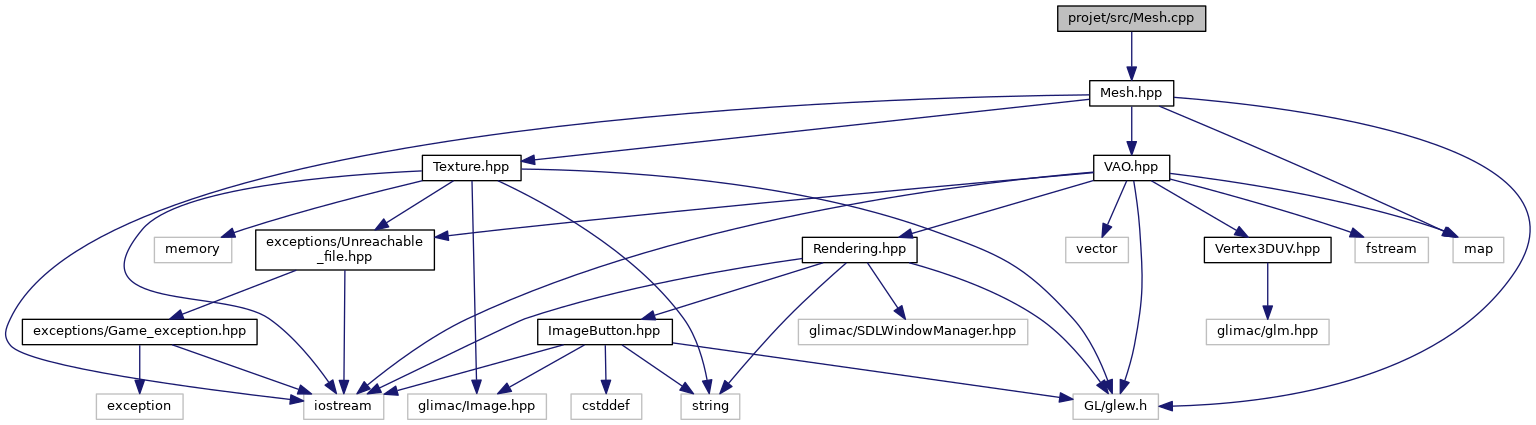 projet/src/Mesh.cpp
Mesh.hpp
Texture.hpp
VAO.hpp
memory
exceptions/Unreachable
_file.hpp
Rendering.hpp
vector
Vertex3DUV.hpp
fstream
map
exceptions/Game_exception.hpp
ImageButton.hpp
glimac/SDLWindowManager.hpp
glimac/glm.hpp
exception
iostream
glimac/Image.hpp
cstddef
string
GL/glew.h